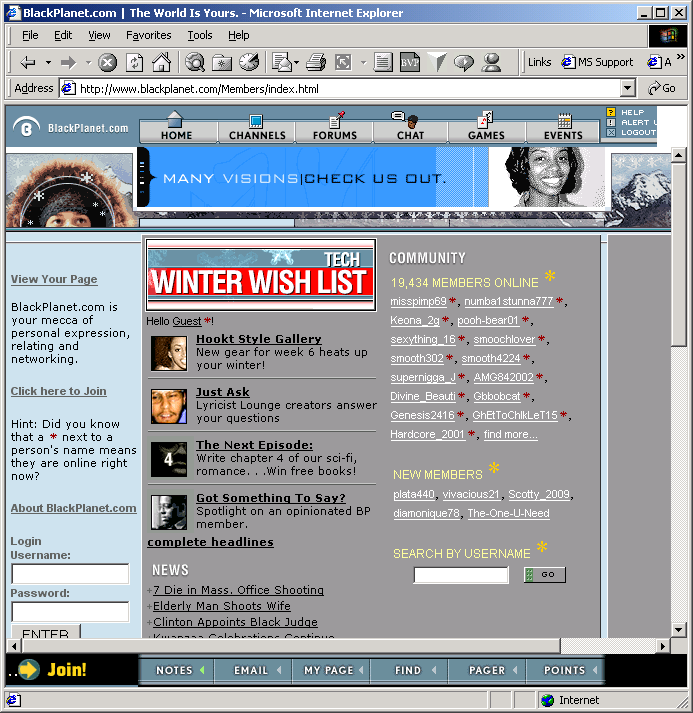 BlackPlanet.com | The World Is Yours. - Microsoft Internet Explorer
File Edit View Favorites Tools Help
BVP Links MS Support A »
Address http://www.blackplanet.com/Members/index.html Go
BlackPlanet.com
HOME CHANNELS FORUMS CHAT GAMES EVENTS
? HELP
! ALERT
X LOGOUT
MANY VISIONS|CHECK US OUT.
View Your Page
BlackPlanet.com is
your mecca of
personal expression,
relating and
networking.
Click here to Join
Hint: Did you know
that a * next to a
person's name means
they are online right
now?
About BlackPlanet.com
Login
Username:
Password:
ENTER
TECH
WINTER WISH LIST
Hello Guest *!
Hookt Style Gallery
New gear for week 6 heats up
your winter!
Just Ask
Lyricist Lounge creators answer
your questions
4
The Next Episode:
Write chapter 4 of our sci-fi,
romance. . .Win free books!
Got Something To Say?
Spotlight on an opinionated BP
member.
complete headlines
NEWS
+7 Die in Mass. Office Shooting
+Elderly Man Shoots Wife
+Clinton Appoints Black Judge
+Kwanzaa Celebrations Continue
COMMUNITY
19,434 MEMBERS ONLINE *
misspimp69 *, numba1stunna777 *,
Keona_2g *, pooh-bear01 *,
sexything_16 *, smoochlover *,
smooth302 *, smooth4224 *,
supernigga_J *, AMG842002 *,
Divine_Beauti *, Gbbobcat *,
Genesis2416 *, GhEtToChIkLeT15 *,
Hardcore_2001 *, find more...
NEW MEMBERS *
plata440, vivacious21, Scotty_2009,
diamonique78, The-One-U-Need
SEARCH BY USERNAME *
GO
..Join!
NOTES EMAIL MY PAGE FIND PAGER POINTS
Internet